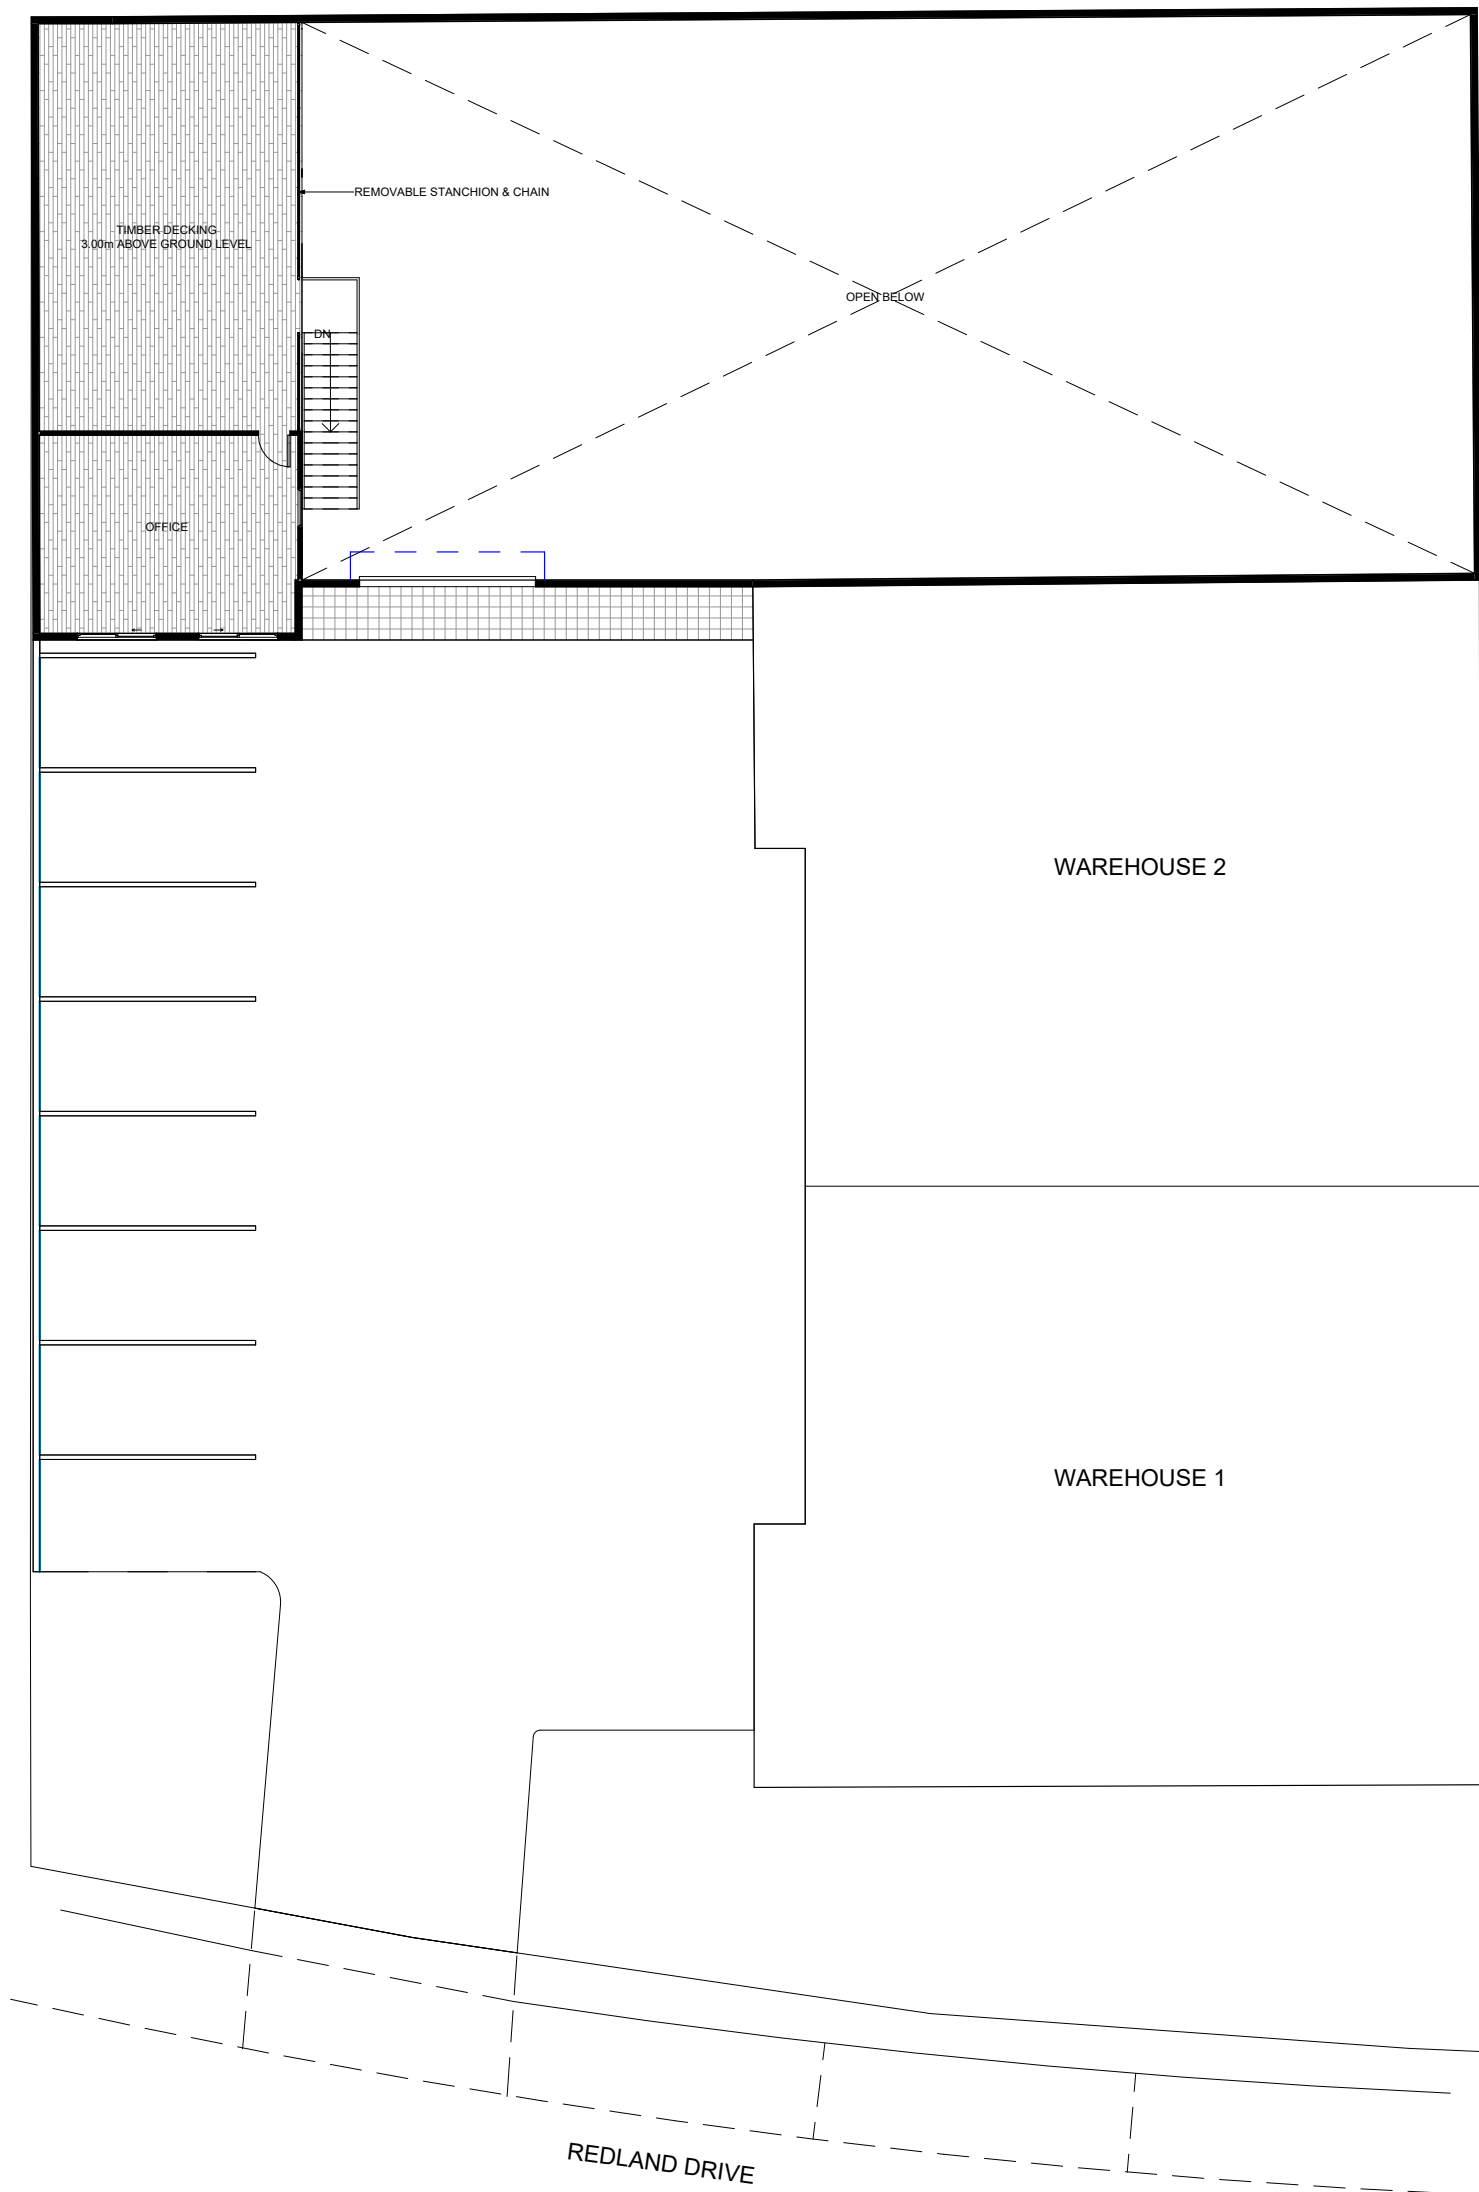 REMOVABLE STANCHION & CHAIN
TIMBER DECKING
3.00m ABOVE GROUND LEVEL
OPEN BELOW
DN
OFFICE
WAREHOUSE 2
WAREHOUSE 1
REDLAND DRIVE